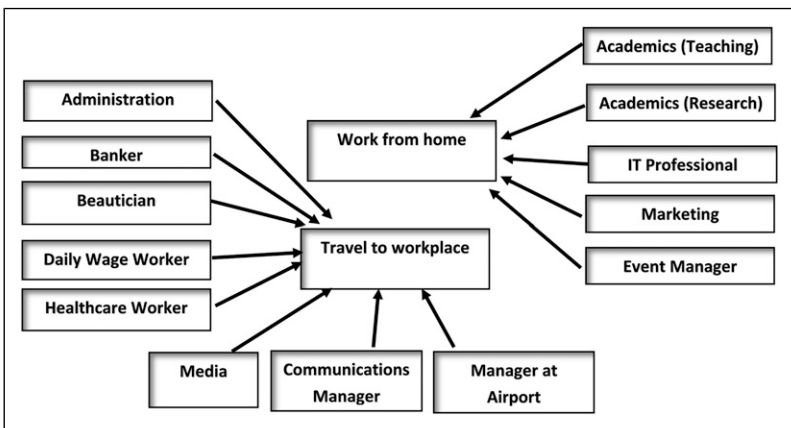 Administration
Banker
Beautician
Daily Wage Worker
Healthcare Worker
Media
Communications
Manager
Manager at
Airport
Travel to workplace
Work from home
Academics (Teaching)
Academics (Research)
IT Professional
Marketing
Event Manager